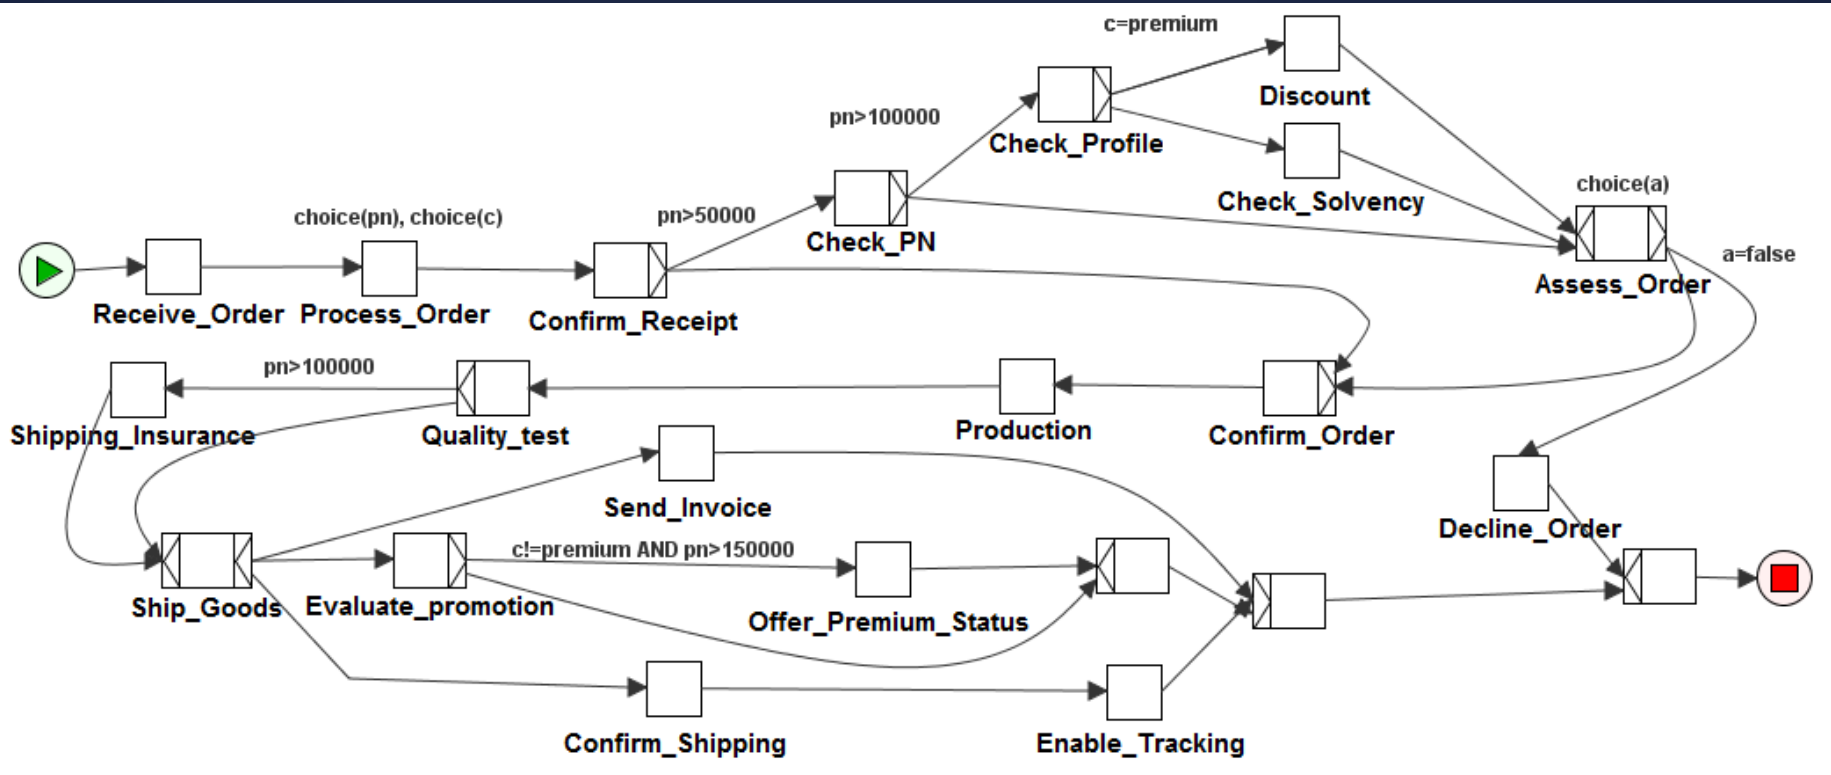 c=premium
Discount
pn>100000
Check_Profile
Check_Solvency
choice(a)
pn>50000
choice(pn), choice(c)
Check_PN
a=false
Assess_Order
Receive_Order
Process_Order
Confirm_Receipt
pn>100000
Shipping_Insurance
Quality_test
Production
Confirm_Order
Send_Invoice
Decline_Order
c!=premium AND pn>150000
Ship_Goods
Evaluate_promotion
Offer_Premium_Status
Confirm_Shipping
Enable_Tracking